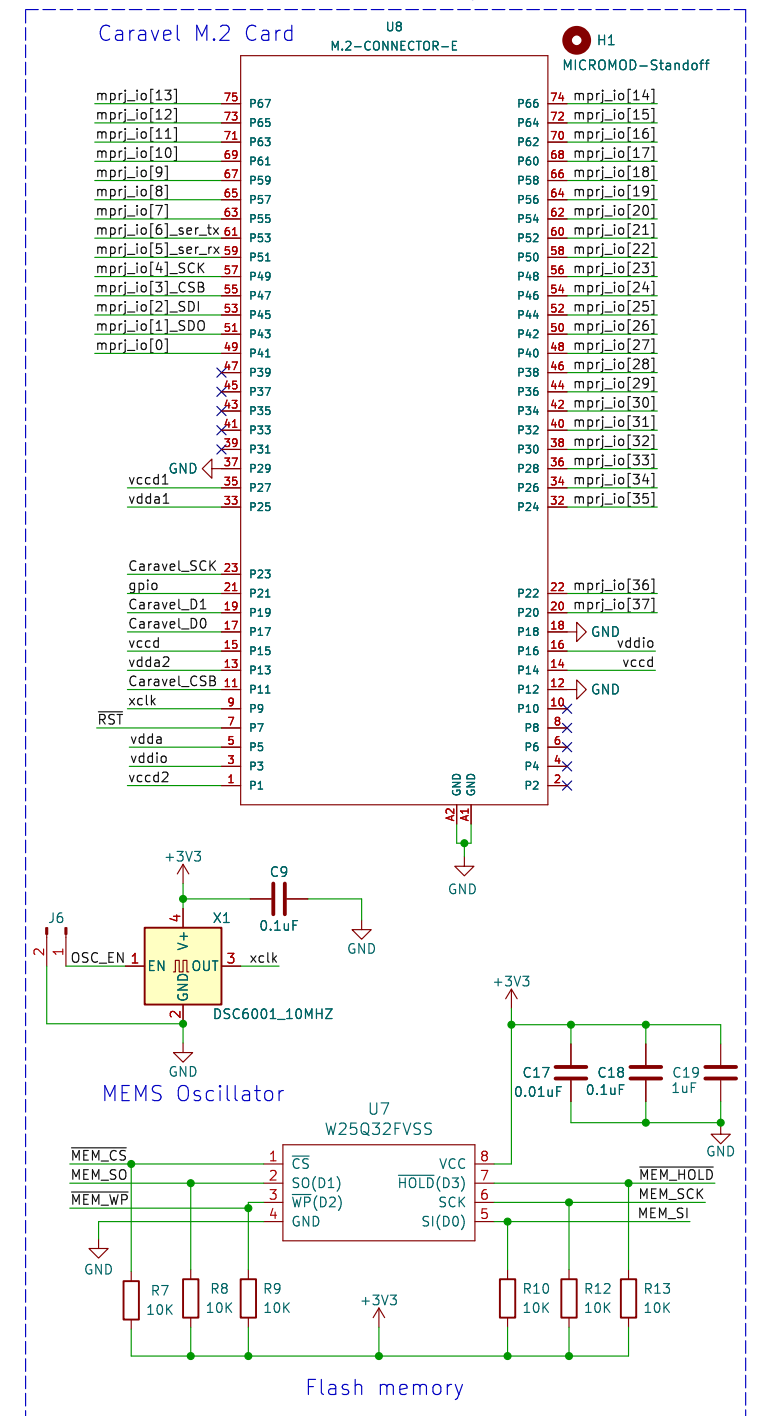 Caravel M.2 Card
U8
M.2-CONNECTOR-E
H1
MICROMOD-Standoff
mprj_io[13] 75 P67 P66 74 mprj_io[14]
mprj_io[12] 73 P65 P64 72 mprj_io[15]
mprj_io[11] 71 P63 P62 70 mprj_io[16]
mprj_io[10] 69 P61 P60 68 mprj_io[17]
mprj_io[9] 67 P59 P58 66 mprj_io[18]
mprj_io[8] 65 P57 P56 64 mprj_io[19]
mprj_io[7] 63 P55 P54 62 mprj_io[20]
mprj_io[6]_ser_tx 61 P53 P52 60 mprj_io[21]
mprj_io[5]_ser_rx 59 P51 P50 58 mprj_io[22]
mprj_io[4]_SCK 57 P49 P48 56 mprj_io[23]
mprj_io[3]_CSB 55 P47 P46 54 mprj_io[24]
mprj_io[2]_SDI 53 P45 P44 52 mprj_io[25]
mprj_io[1]_SDO 51 P43 P42 50 mprj_io[26]
mprj_io[0] 49 P41 P40 48 mprj_io[27]
47 P39 P38 46 mprj_io[28]
45 P37 P36 44 mprj_io[29]
43 P35 P34 42 mprj_io[30]
41 P33 P32 40 mprj_io[31]
39 P31 P30 38 mprj_io[32]
GND 37 P29 P28 36 mprj_io[33]
vccd1 35 P27 P26 34 mprj_io[34]
vdda1 33 P25 P24 32 mprj_io[35]
Caravel_SCK 23 P23
gpio 21 P21 P22 22 mprj_io[36]
Caravel_D1 19 P19 P20 20 mprj_io[37]
Caravel_D0 17 P17 P18 18 GND
vccd 15 P15 P16 16 vddio
vdda2 13 P13 P14 14 vccd
Caravel_CSB 11 P11 P12 12 GND
xclk 9 P9 P10 10
RST 7 P7 P8 8
vdda 5 P5 P6 6
vddio 3 P3 P4 4
vccd2 1 P1 P2 2
GND GND
A2 A1
GND
+3V3
C9
0.1uF
GND
J6
2 1
OSC_EN 1 EN OUT 3 xclk
4 V+
X1
GND 2
DSC6001_10MHZ
GND
MEMS Oscillator
+3V3
C17 0.01uF
C18 0.1uF
C19 1uF
GND
U7
W25Q32FVSS
MEM_CS 1 CS VCC 8
MEM_SO 2 SO(D1) HOLD(D3) 7 MEM_HOLD
MEM_WP 3 WP(D2) SCK 6 MEM_SCK
4 GND SI(D0) 5 MEM_SI
GND
R7 10K
R8 10K
R9 10K
+3V3
R10 10K
R12 10K
R13 10K
Flash memory